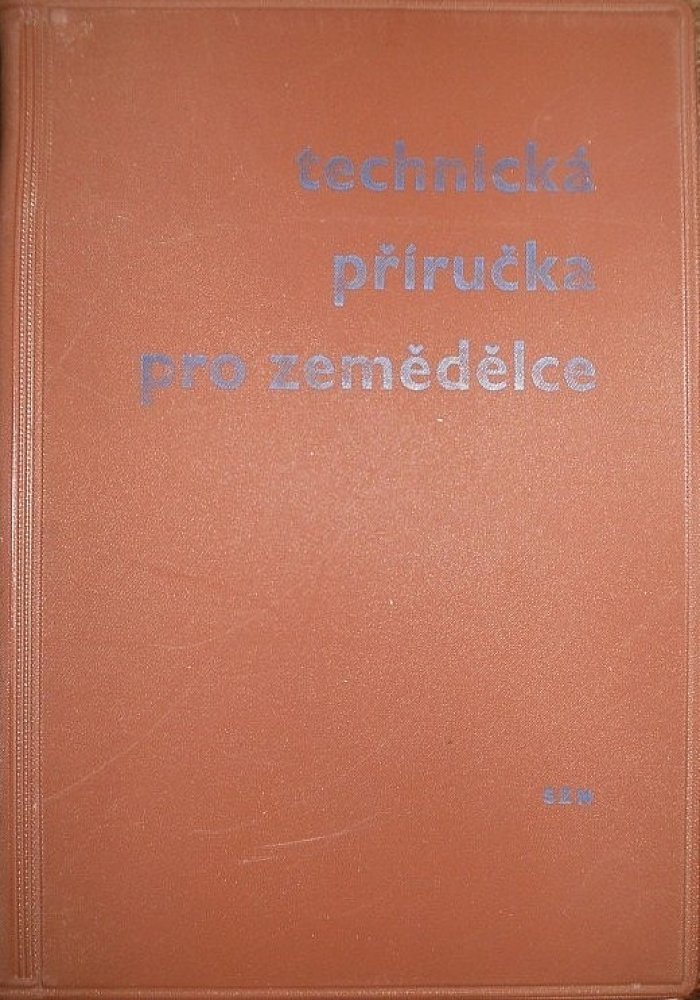 technická
příručka
pro zemědělce
SZN